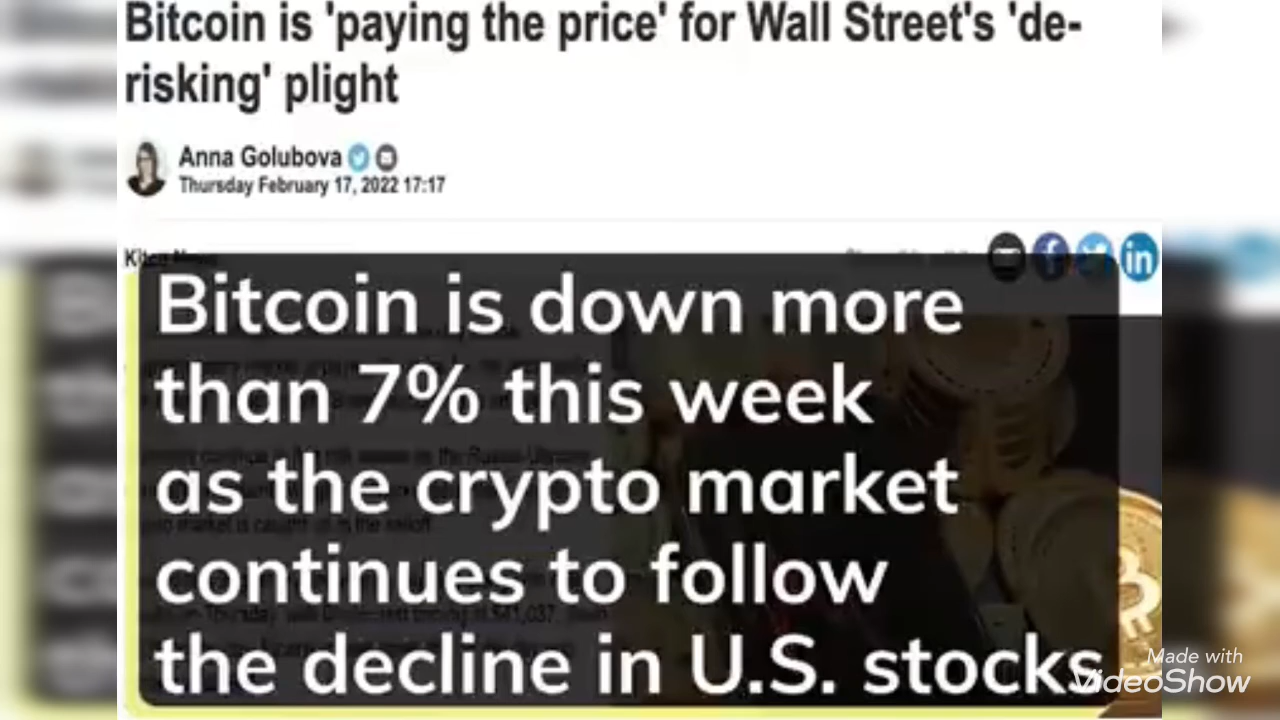 Bitcoin is 'paying the price' for Wall Street's 'de-
risking' plight
Anna Golubova
Thursday February 17, 2022 17:17
Bitcoin is down more
than 7% this week
as the crypto market
continues to follow
the decline in U.S. stocks
Made with
VideoShow